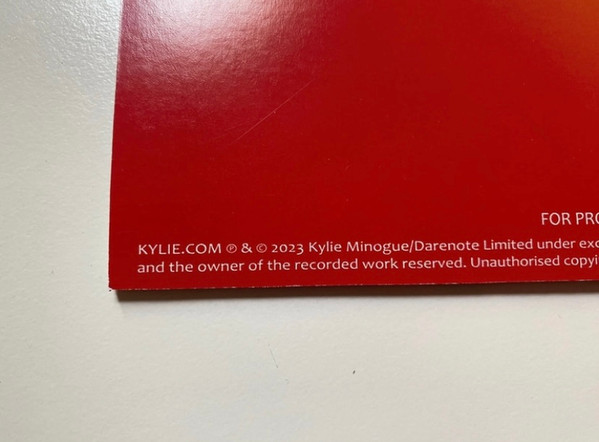 FOR PRO
KYLIE.COM ℗ & © 2023 Kylie Minogue/Darenote Limited under exc
and the owner of the recorded work reserved. Unauthorised copyi